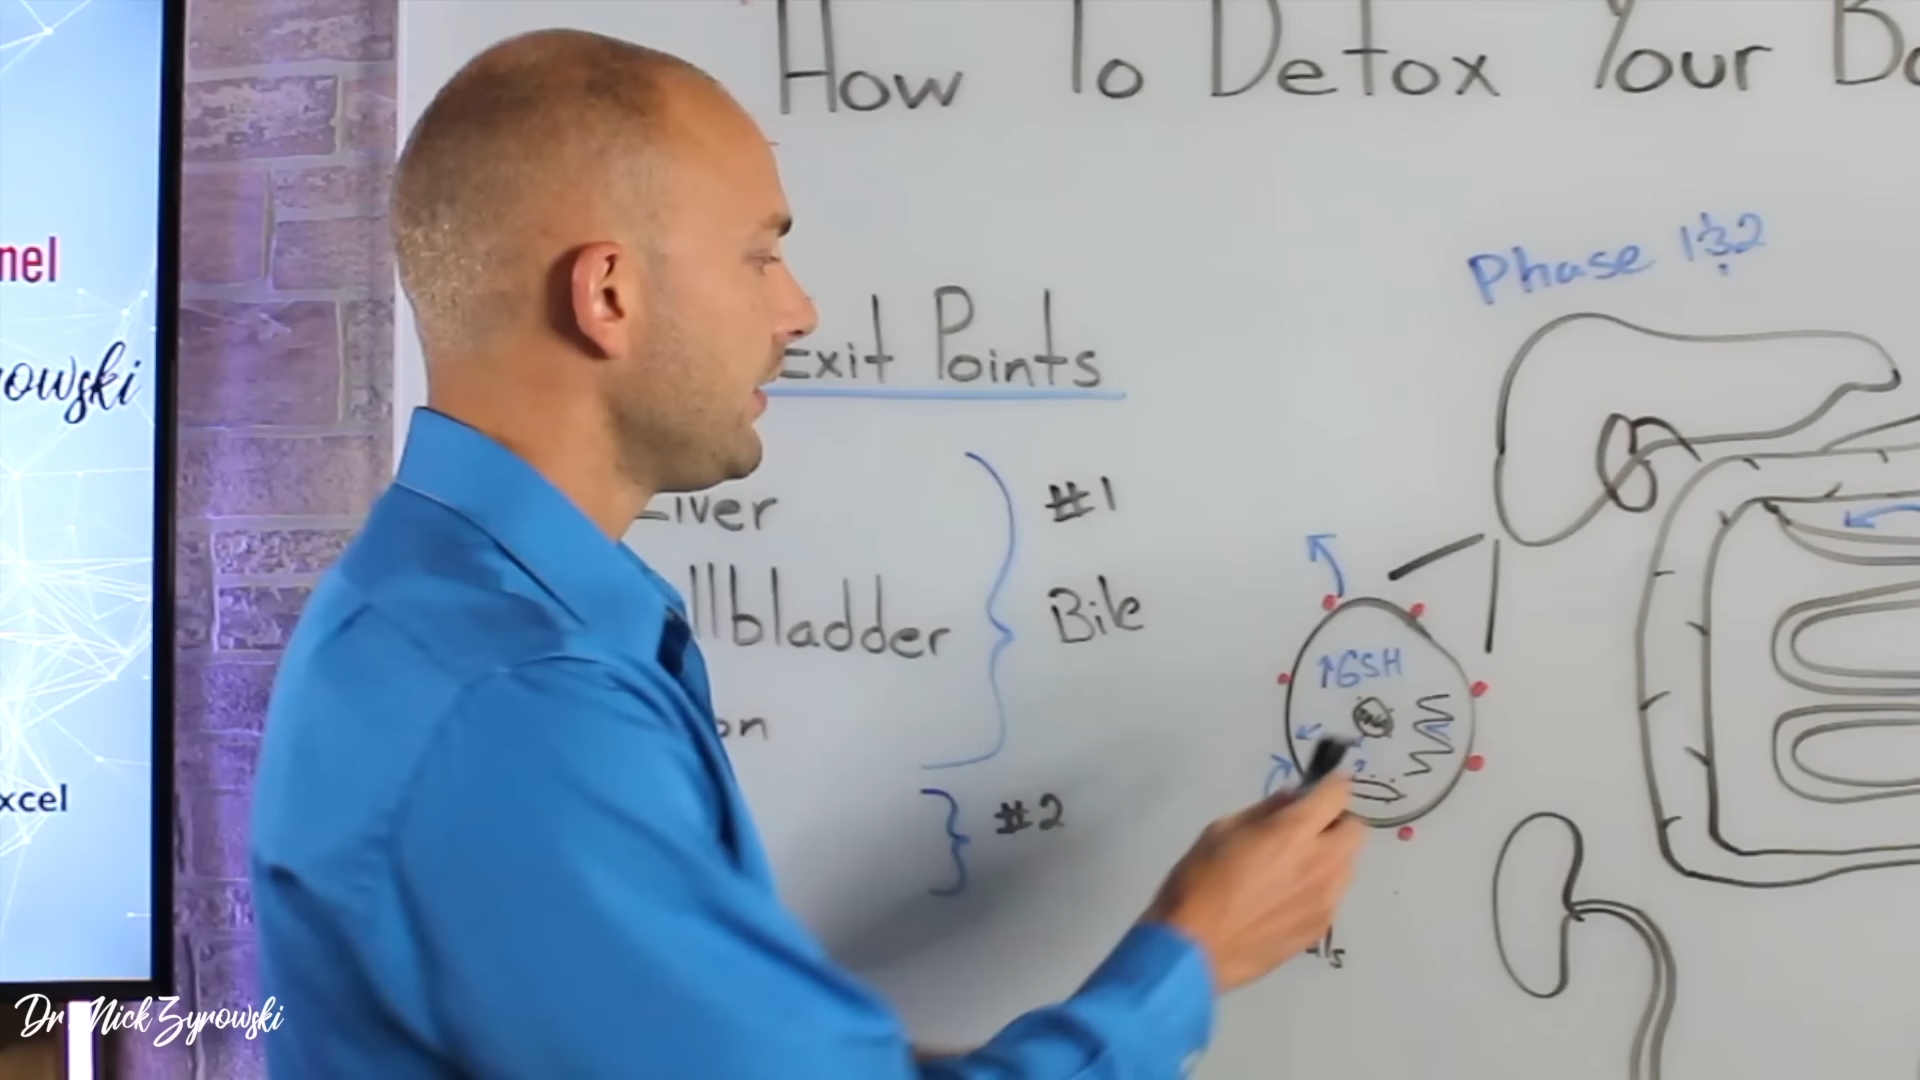 How To Detox Your Bo
nel
owski
xcel
Exit Points
Liver
llbladder
on
#1
Bile
#2
Phase 1&2
↑GSH
als
Dr. Nick Zyrowski